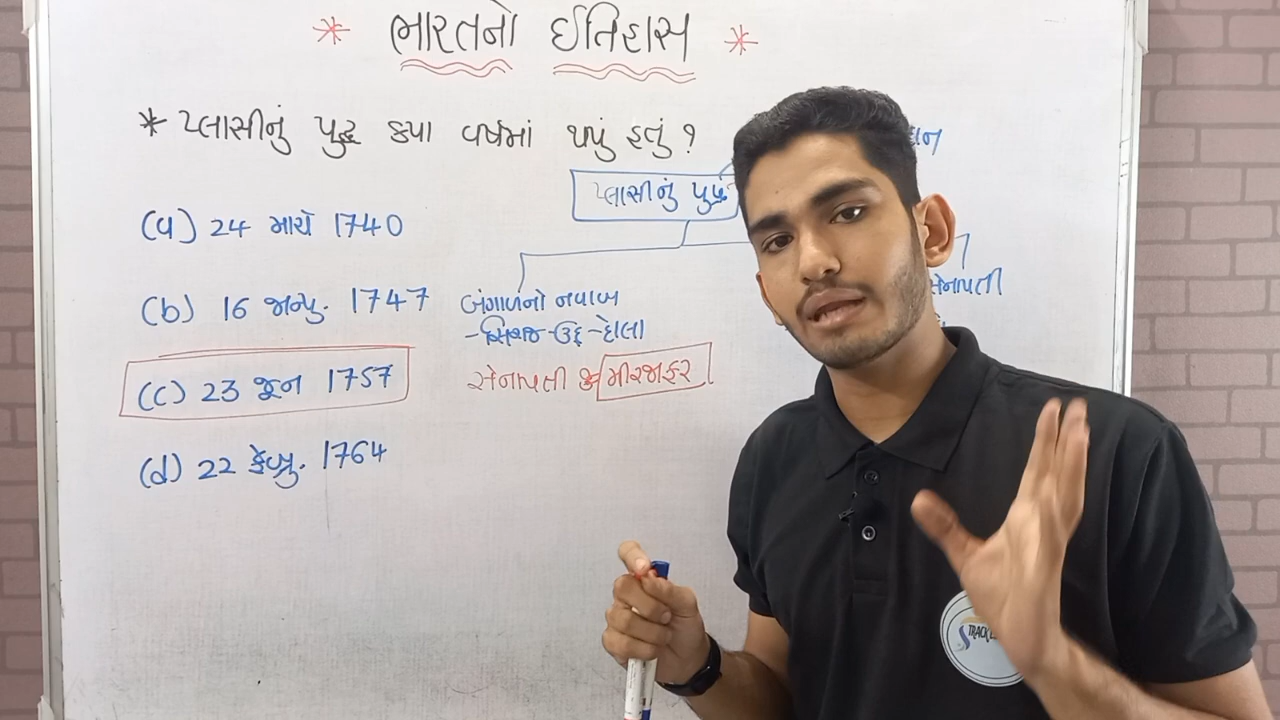 * ભારતનો ઈતિહાસ *
* પ્લાસીનું યુદ્ધ કયા વર્ષમાં થયું હતું ?
પ્લાસીનું યુદ્ધ
(a) 24 માર્ચ 1740
(b) 16 જાન્યુ. 1747
બંગાળનો નવાબ
- સિરાજ-ઉદ્-દૌલા
સેનાપતી
(c) 23 જૂન 1757
સેનાપતી મીરજાફર
(d) 22 ફેબ્રુ. 1764